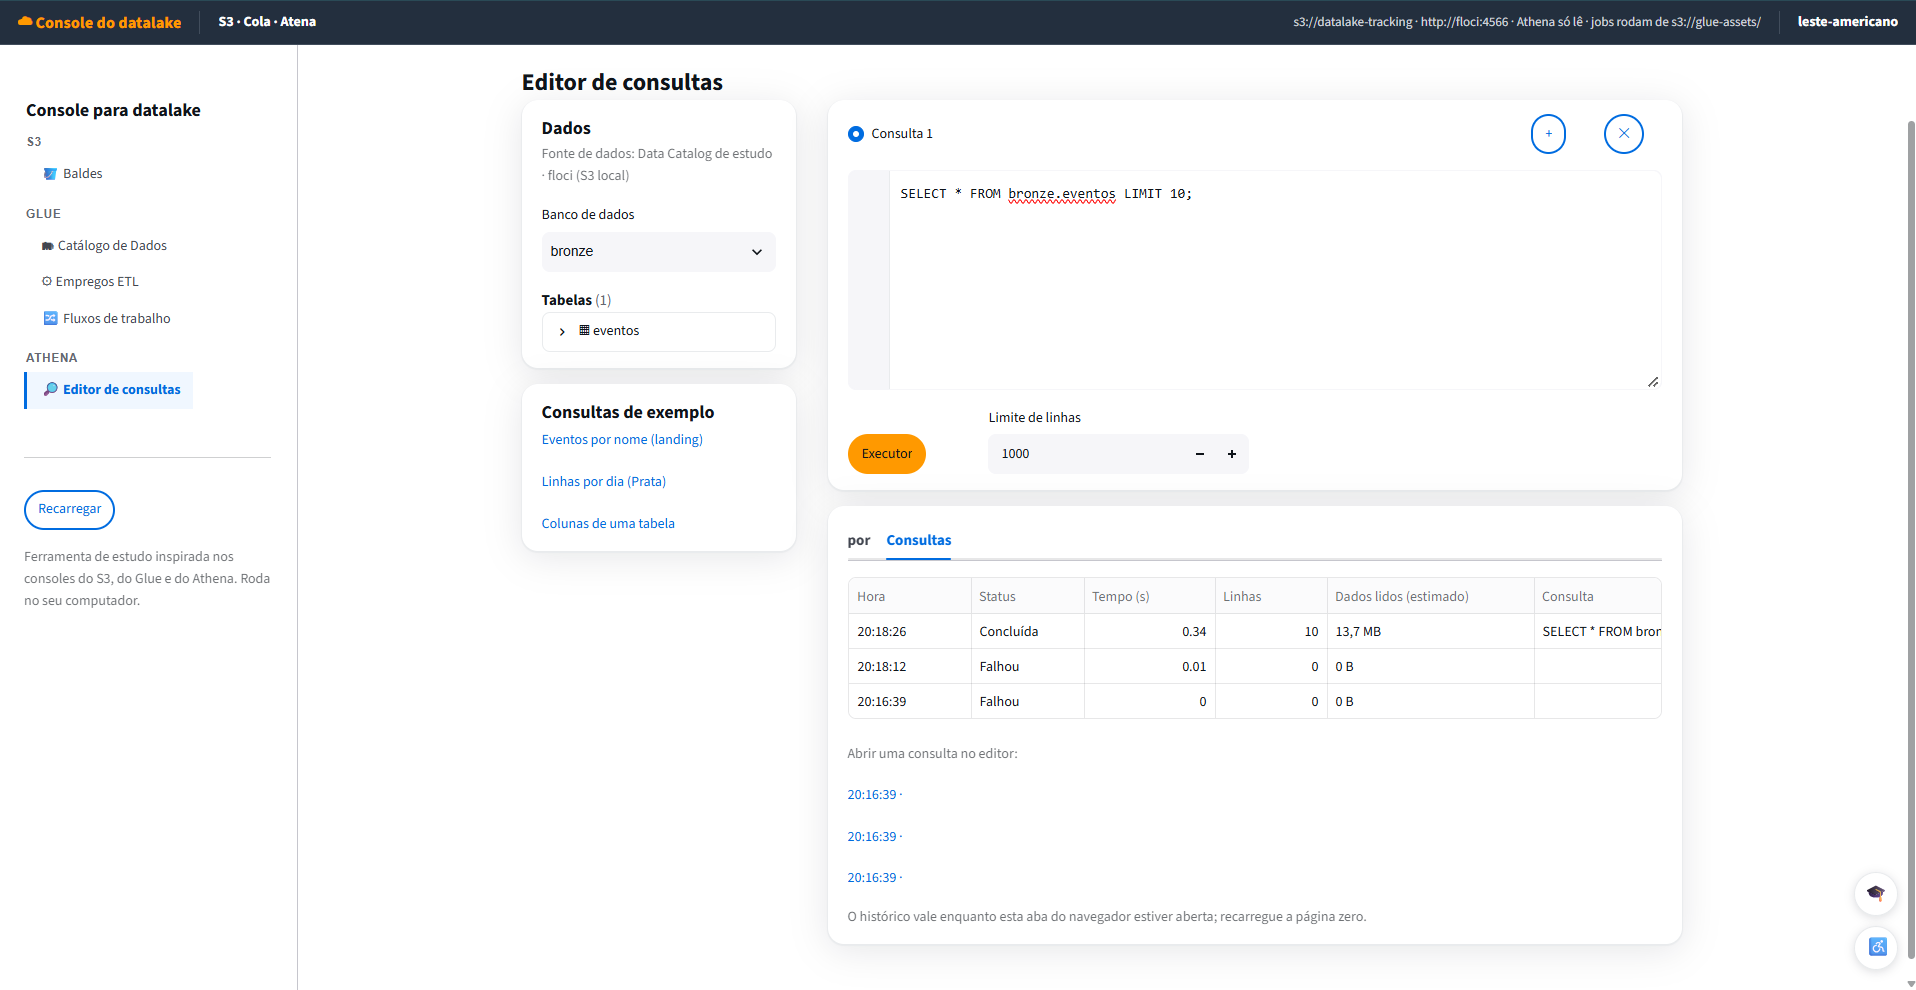 Console do datalake
S3 · Cola · Atena
s3://datalake-tracking · http://floci:4566 · Athena só lê · jobs rodam de s3://glue-assets/
leste-americano
Console para datalake
S3
Baldes
GLUE
Catálogo de Dados
Empregos ETL
Fluxos de trabalho
ATHENA
Editor de consultas
Recarregar
Ferramenta de estudo inspirada nos
consoles do S3, do Glue e do Athena. Roda
no seu computador.
Editor de consultas
Dados
Fonte de dados: Data Catalog de estudo
· floci (S3 local)
Banco de dados
bronze
Tabelas (1)
eventos
Consultas de exemplo
Eventos por nome (landing)
Linhas por dia (Prata)
Colunas de uma tabela
Consulta 1
+
SELECT * FROM bronze.eventos LIMIT 10;
Limite de linhas
Executor
1000
por Consultas
Hora Status Tempo (s) Linhas Dados lidos (estimado) Consulta
20:18:26 Concluída 0.34 10 13,7 MB SELECT * FROM bron
20:18:12 Falhou 0.01 0 0 B
20:16:39 Falhou 0 0 0 B
Abrir uma consulta no editor:
20:16:39 ·
20:16:39 ·
20:16:39 ·
O histórico vale enquanto esta aba do navegador estiver aberta; recarregue a página zero.